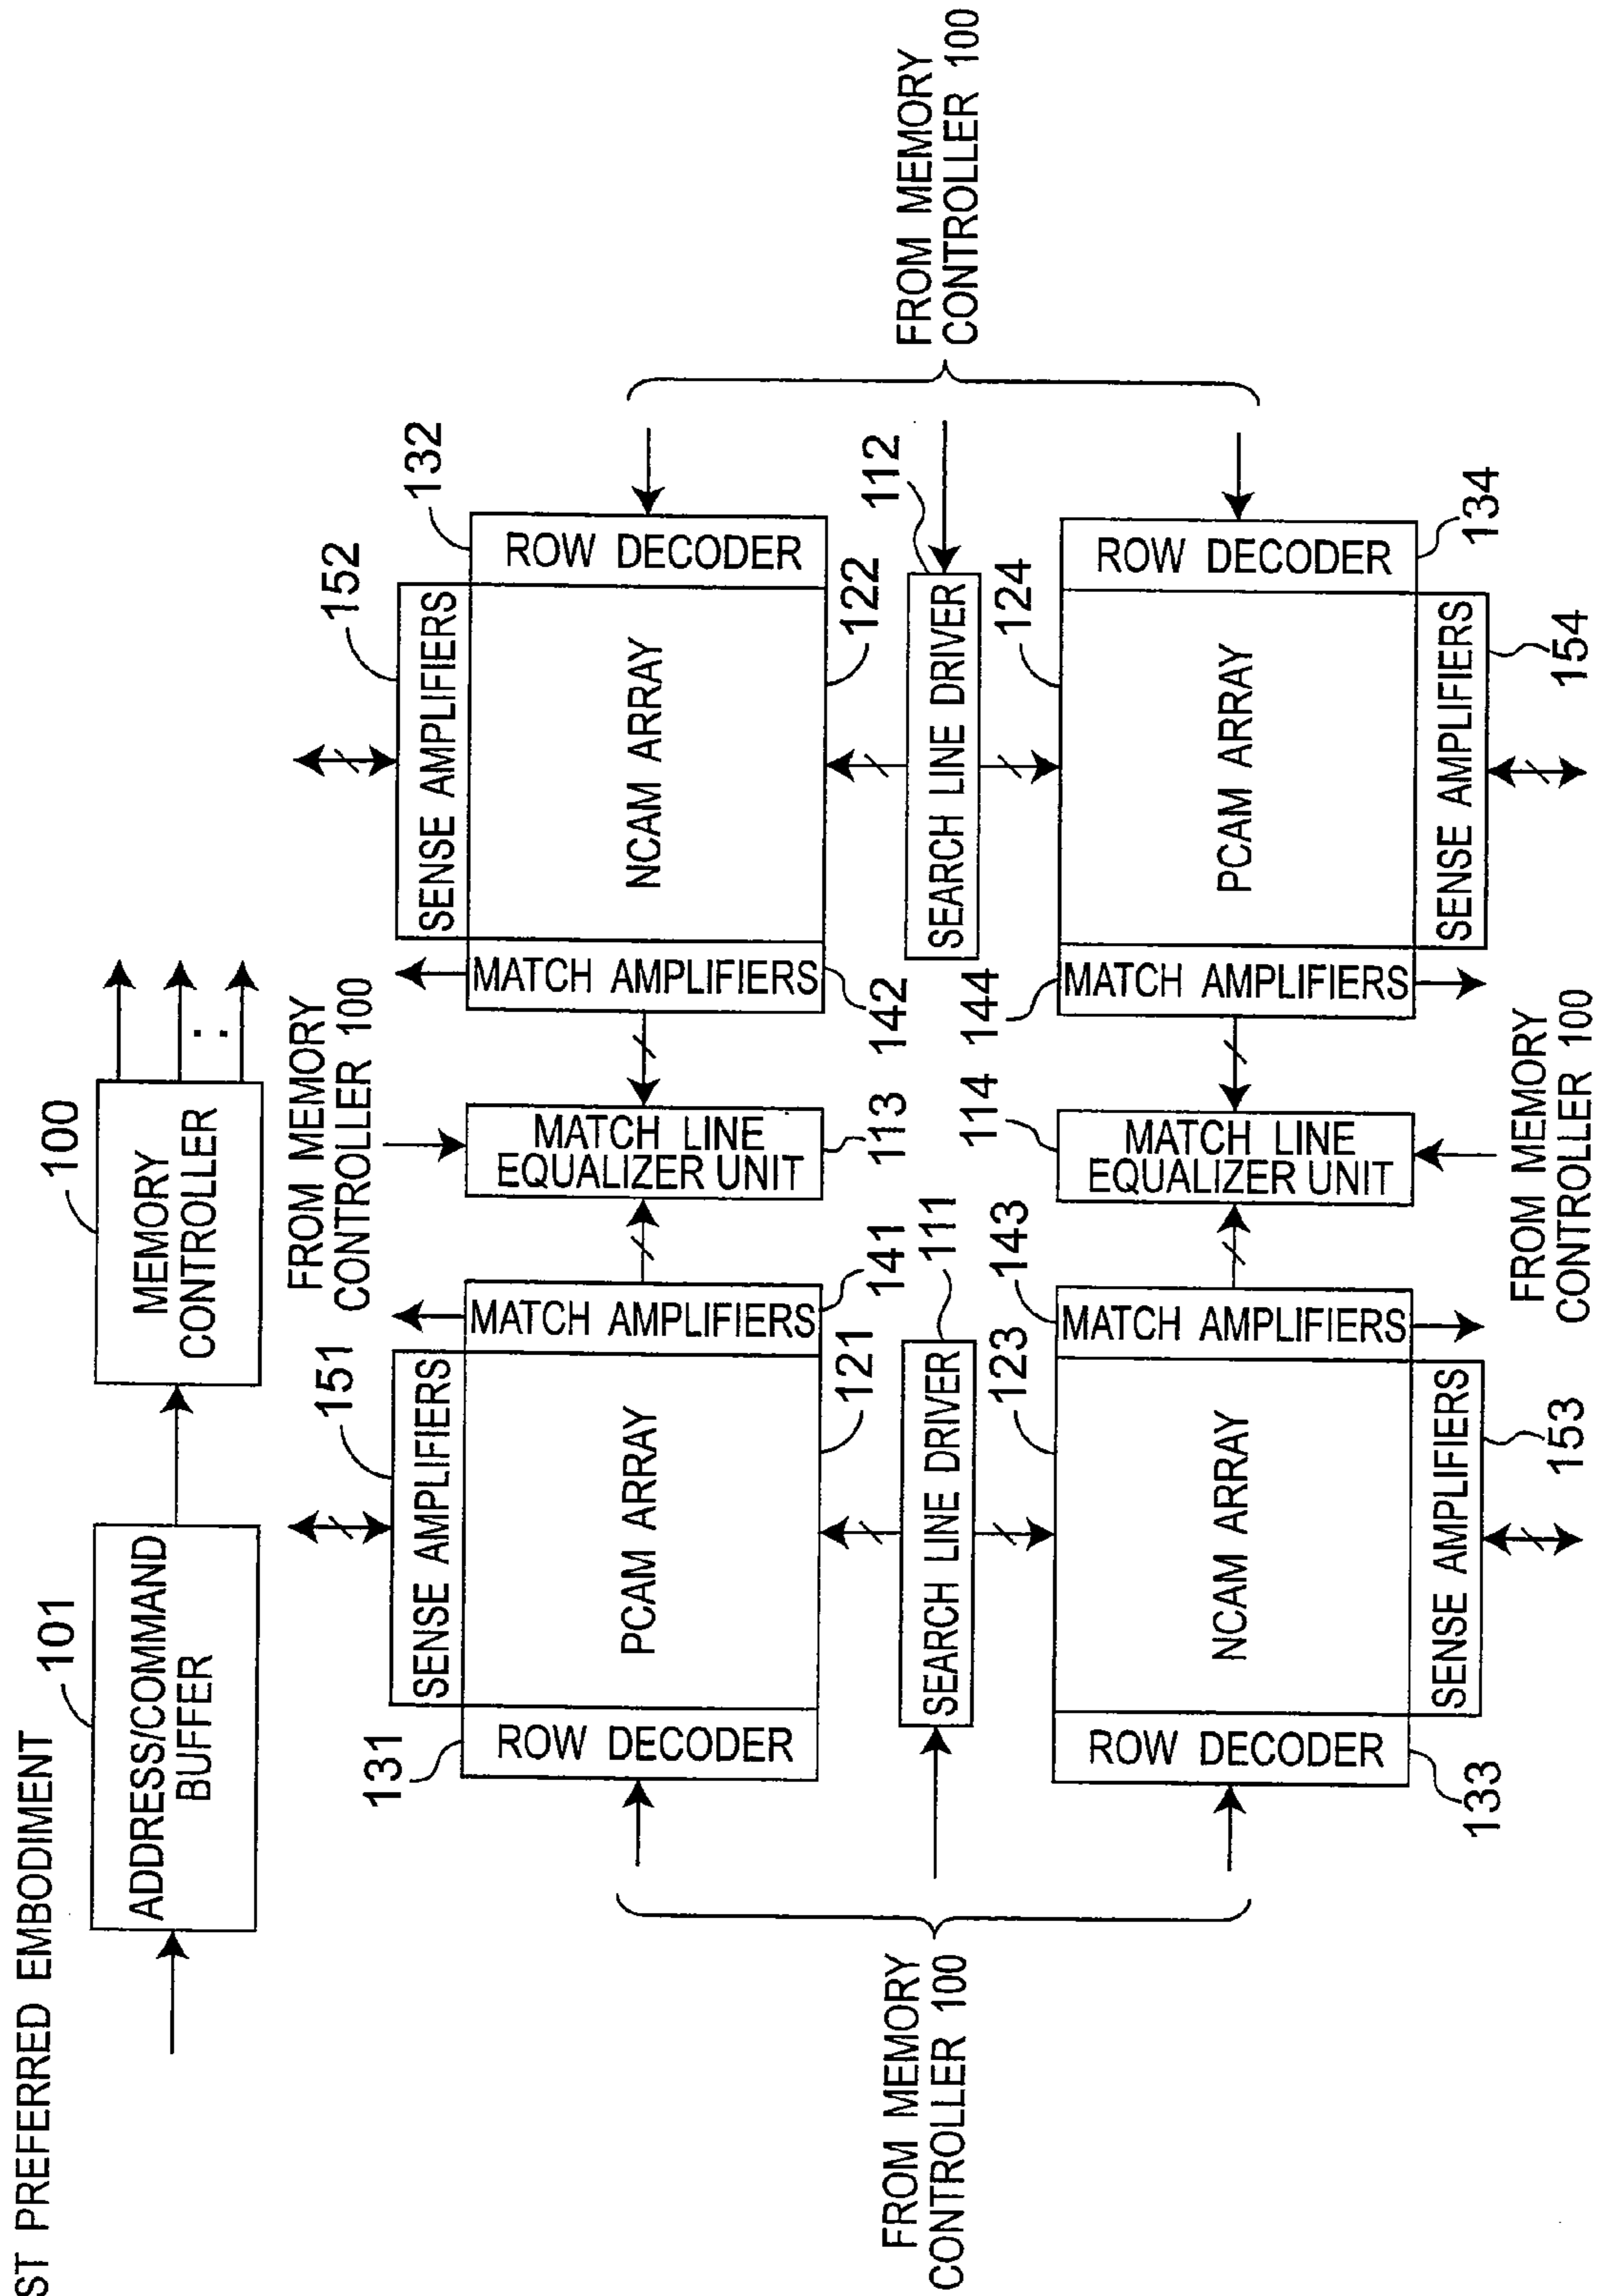 ST PREFERRED EMBODIMENT
101
ADDRESS/COMMAND
BUFFER
100
MEMORY
CONTROLLER
FROM MEMORY
CONTROLLER 100
151
SENSE AMPLIFIERS
131
ROW DECODER
PCAM ARRAY
121
MATCH AMPLIFIERS
141
MATCH LINE
EQUALIZER UNIT
113
152
SENSE AMPLIFIERS
132
MATCH AMPLIFIERS
142
NCAM ARRAY
122
ROW DECODER
FROM MEMORY
CONTROLLER 100
SEARCH LINE DRIVER
111
SEARCH LINE DRIVER
112
FROM MEMORY
CONTROLLER 100
123
143
ROW DECODER
133
NCAM ARRAY
MATCH AMPLIFIERS
SENSE AMPLIFIERS
153
114
MATCH LINE
EQUALIZER UNIT
FROM MEMORY
CONTROLLER 100
144
124
MATCH AMPLIFIERS
PCAM ARRAY
ROW DECODER
134
SENSE AMPLIFIERS
154